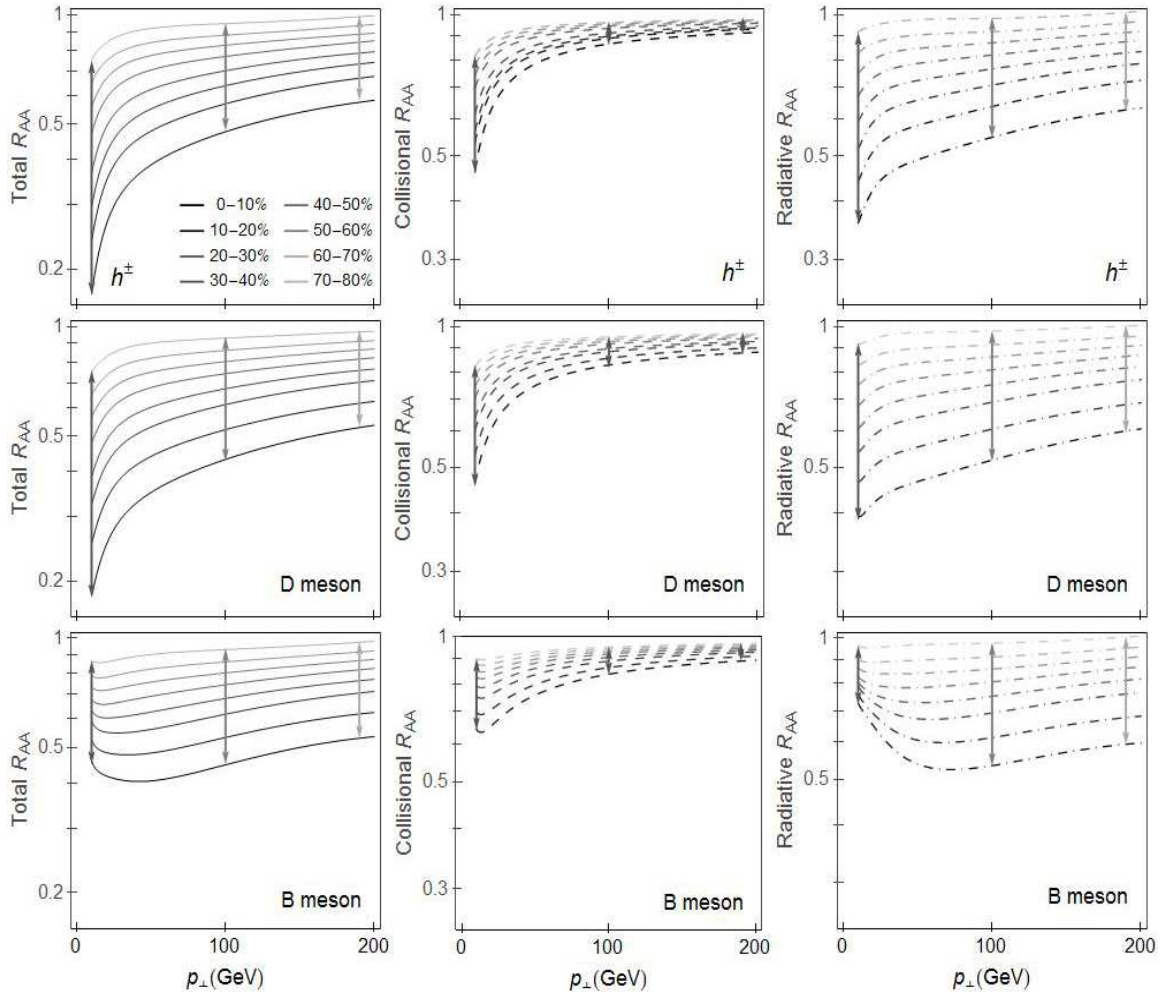 1
0.5
0.2
Total R_AA
h±
0−10%
10−20%
20−30%
30−40%
40−50%
50−60%
60−70%
70−80%
1
0.5
0.3
Collisional R_AA
h±
1
0.5
Radiative R_AA
h±
1
0.5
0.2
Total R_AA
D meson
1
0.5
0.3
Collisional R_AA
D meson
1
0.5
Radiative R_AA
D meson
1
0.5
0.2
Total R_AA
B meson
0
100
200
p⊥(GeV)
1
0.5
0.3
Collisional R_AA
B meson
0
100
200
p⊥(GeV)
1
0.5
Radiative R_AA
B meson
0
100
200
p⊥(GeV)